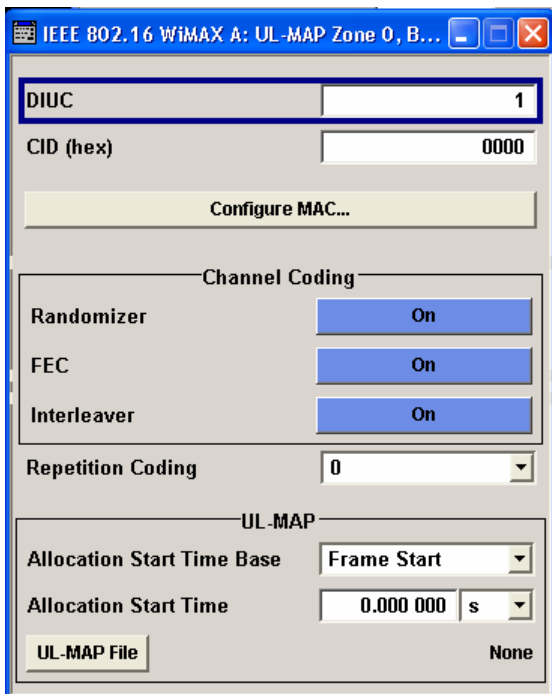 IEEE 802.16 WiMAX A: UL-MAP Zone 0, B...
DIUC 1
CID (hex) 0000
Configure MAC...
Channel Coding
Randomizer On
FEC On
Interleaver On
Repetition Coding 0
UL-MAP
Allocation Start Time Base Frame Start
Allocation Start Time 0.000 000 s
UL-MAP File None